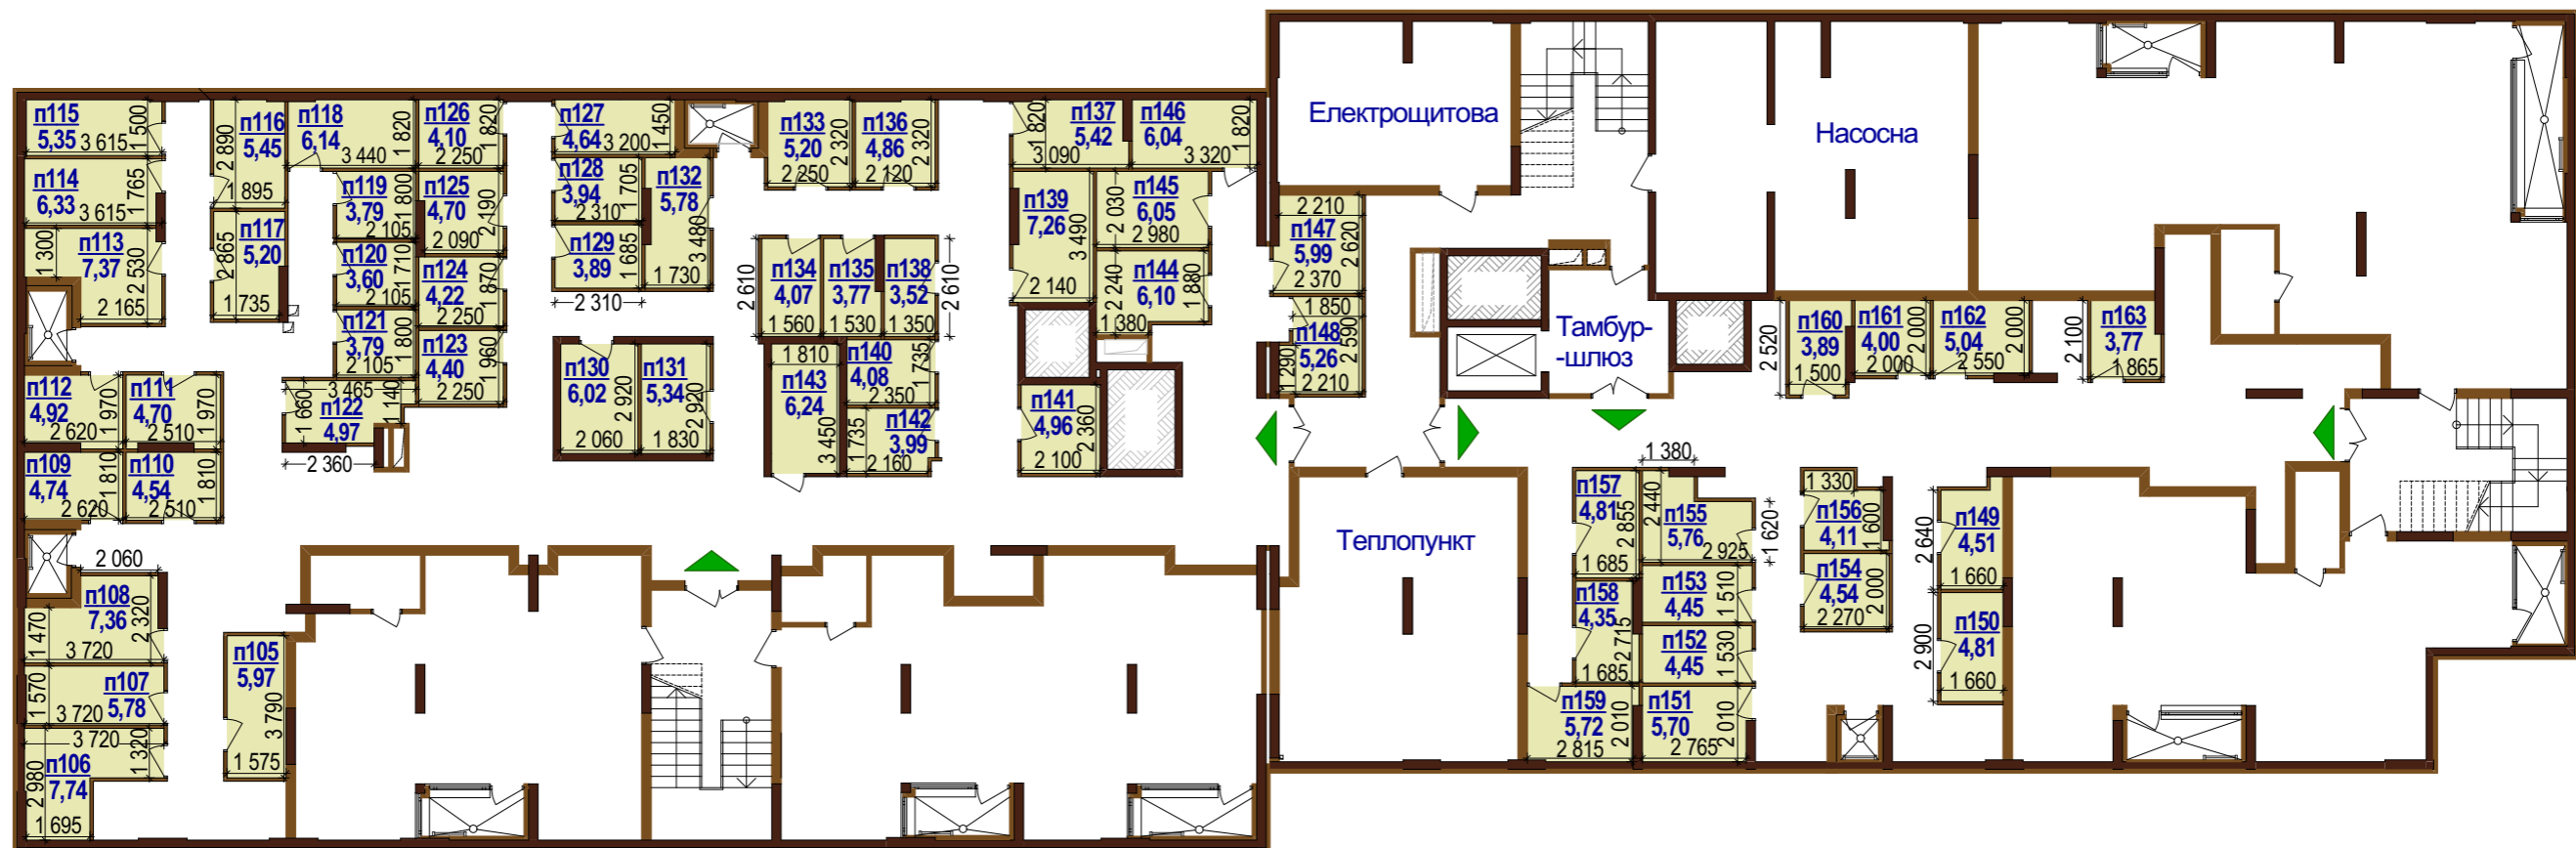 Електрощитова
Насосна
Тамбур-
-шлюз
Теплопункт
п115
5,35
3 615
1 500
п114
6,33
3 615
1 765
п113
7,37
1 300
2 530
2 165
п116
5,45
2 890
1 895
п117
5,20
2 865
1 735
п118
6,14
3 440
1 820
п119
3,79
2 105
1 800
п120
3,60
2 105
1 710
п121
3,79
2 105
1 800
п122
4,97
3 465
1 140
1 660
2 360
п126
4,10
2 250
1 820
п125
4,70
2 090
2 190
п124
4,22
2 250
1 870
п123
4,40
2 250
1 960
п112
4,92
2 620
1 970
п111
4,70
2 510
1 970
п109
4,74
2 620
1 810
п110
4,54
2 510
1 810
2 060
п108
7,36
1 470
2 320
3 720
п107
5,78
1 570
3 720
п106
7,74
3 720
1 320
2 980
1 695
п105
5,97
3 790
1 575
п127
4,64
3 200
1 450
п128
3,94
2 310
1 705
п129
3,89
1 685
2 310
п132
5,78
3 480
1 730
п130
6,02
2 920
2 060
п131
5,34
2 920
1 830
п133
5,20
2 320
2 250
п136
4,86
2 320
2 120
п134
4,07
2 610
1 560
п135
3,77
1 530
п138
3,52
2 610
1 350
п143
6,24
1 810
3 450
п140
4,08
1 735
2 350
п142
3,99
1 735
2 160
п137
5,42
1 820
3 090
п146
6,04
1 820
3 320
п139
7,26
3 490
2 140
п145
6,05
2 030
2 980
п144
6,10
2 240
1 880
1 380
п141
4,96
2 360
2 100
п147
5,99
2 210
2 620
2 370
п148
5,26
1 850
2 590
1 290
2 210
п160
3,89
2 520
1 500
п161
4,00
2 000
2 000
п162
5,04
2 000
2 550
п163
3,77
2 100
1 865
п157
4,81
2 855
1 685
п158
4,35
2 715
1 685
п159
5,72
2 010
2 815
п155
5,76
1 380
2 440
1 620
2 925
п153
4,45
1 510
п152
4,45
1 530
п151
5,70
2 010
2 765
п156
4,11
1 330
1 600
п154
4,54
2 000
2 270
п149
4,51
2 640
1 660
п150
4,81
2 900
1 660